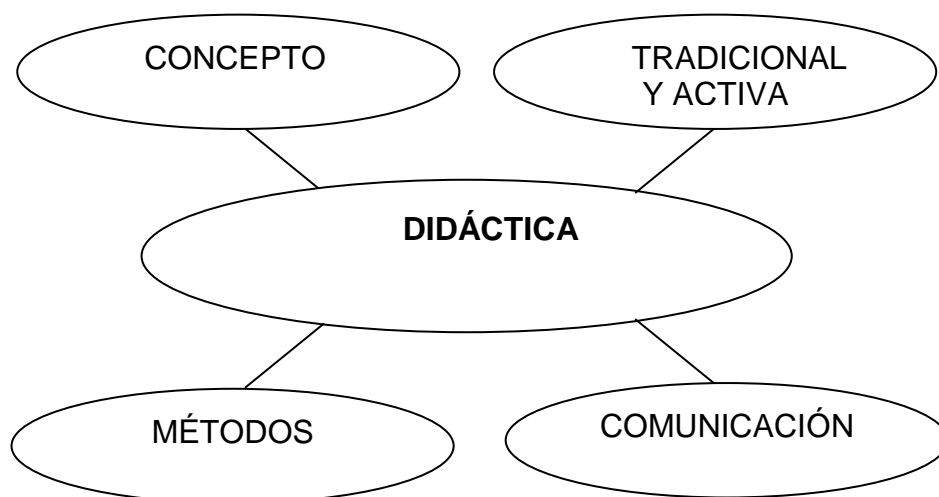 CONCEPTO
TRADICIONAL
Y ACTIVA
DIDÁCTICA
MÉTODOS
COMUNICACIÓN